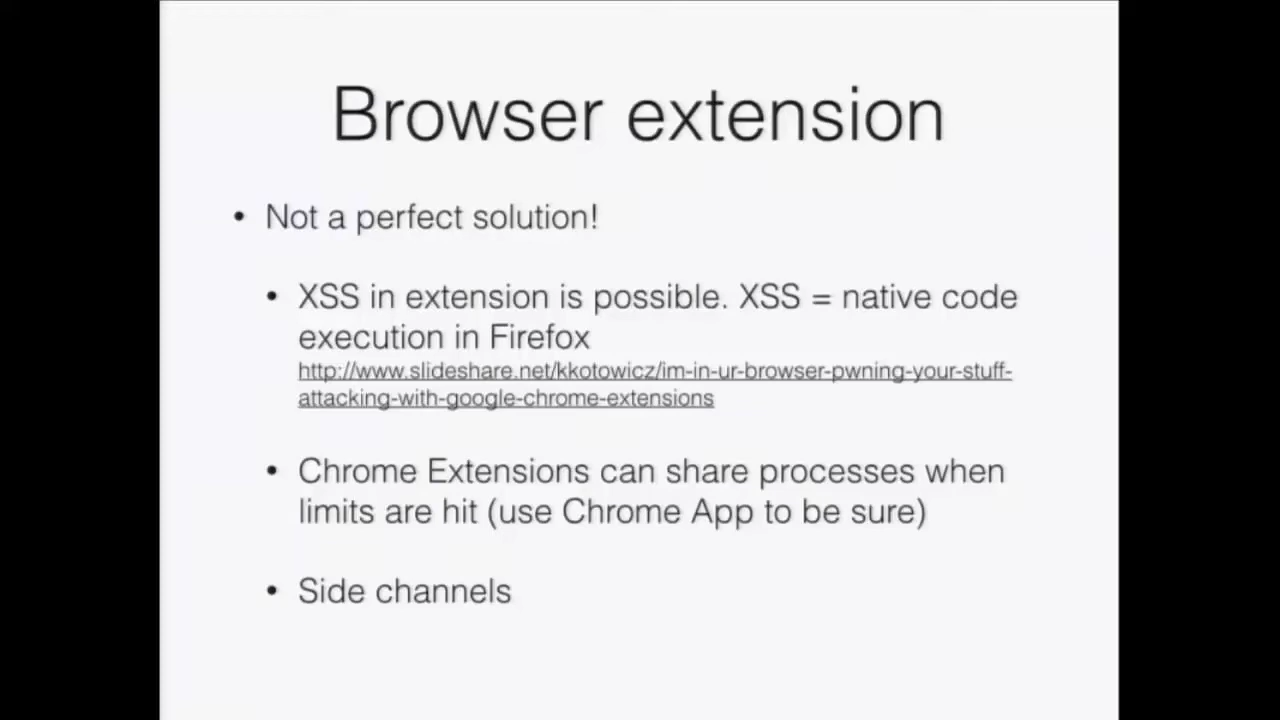 Browser extension
• Not a perfect solution!
• XSS in extension is possible. XSS = native code
execution in Firefox
http://www.slideshare.net/kkotowicz/im-in-ur-browser-pwning-your-stuff-
attacking-with-google-chrome-extensions
• Chrome Extensions can share processes when
limits are hit (use Chrome App to be sure)
• Side channels